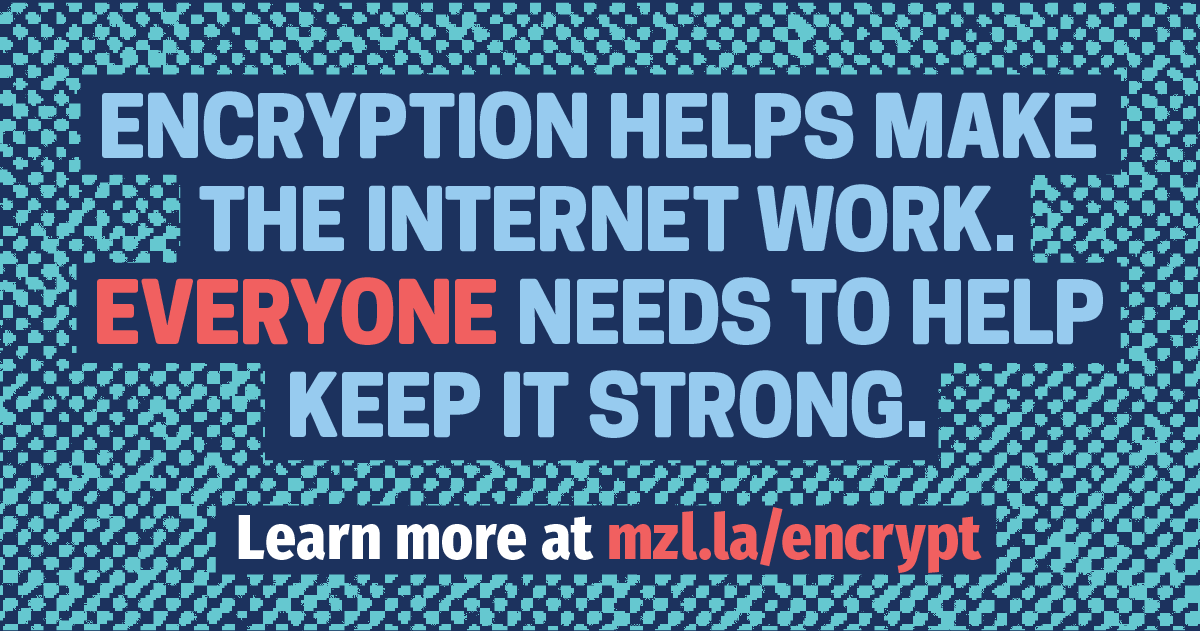 ENCRYPTION HELPS MAKE
THE INTERNET WORK.
EVERYONE NEEDS TO HELP
KEEP IT STRONG.
Learn more at mzl.la/encrypt